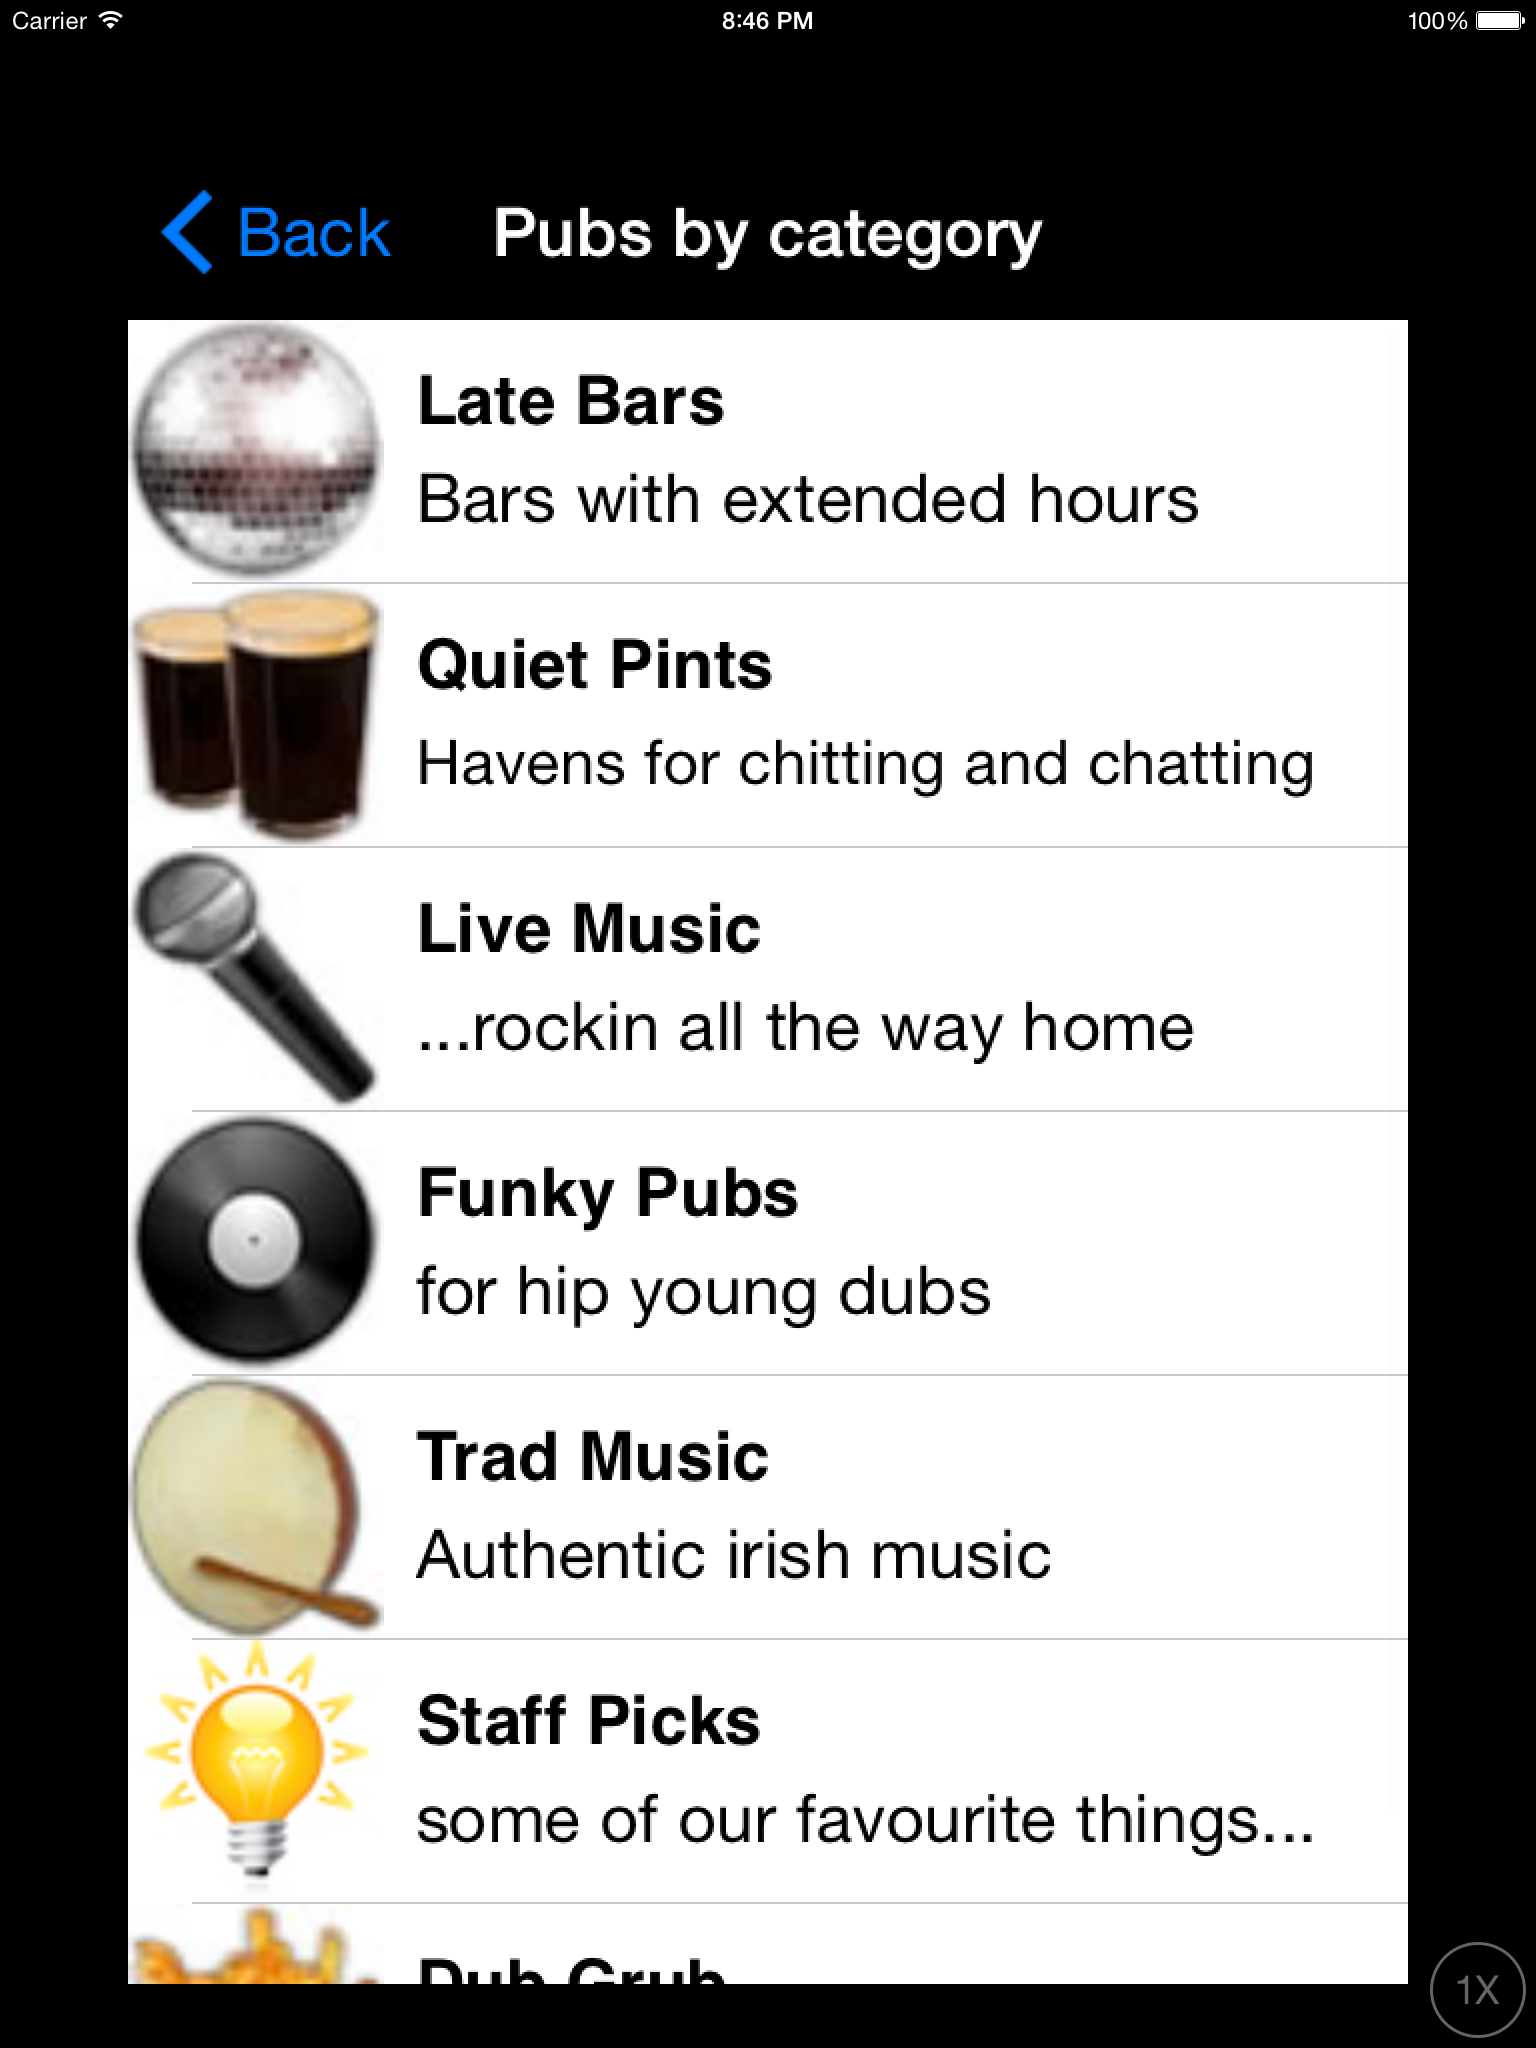 Carrier 8:46 PM 100%
Back Pubs by category
Late Bars
Bars with extended hours
Quiet Pints
Havens for chitting and chatting
Live Music
...rockin all the way home
Funky Pubs
for hip young dubs
Trad Music
Authentic irish music
Staff Picks
some of our favourite things...
Dub Grub
1X